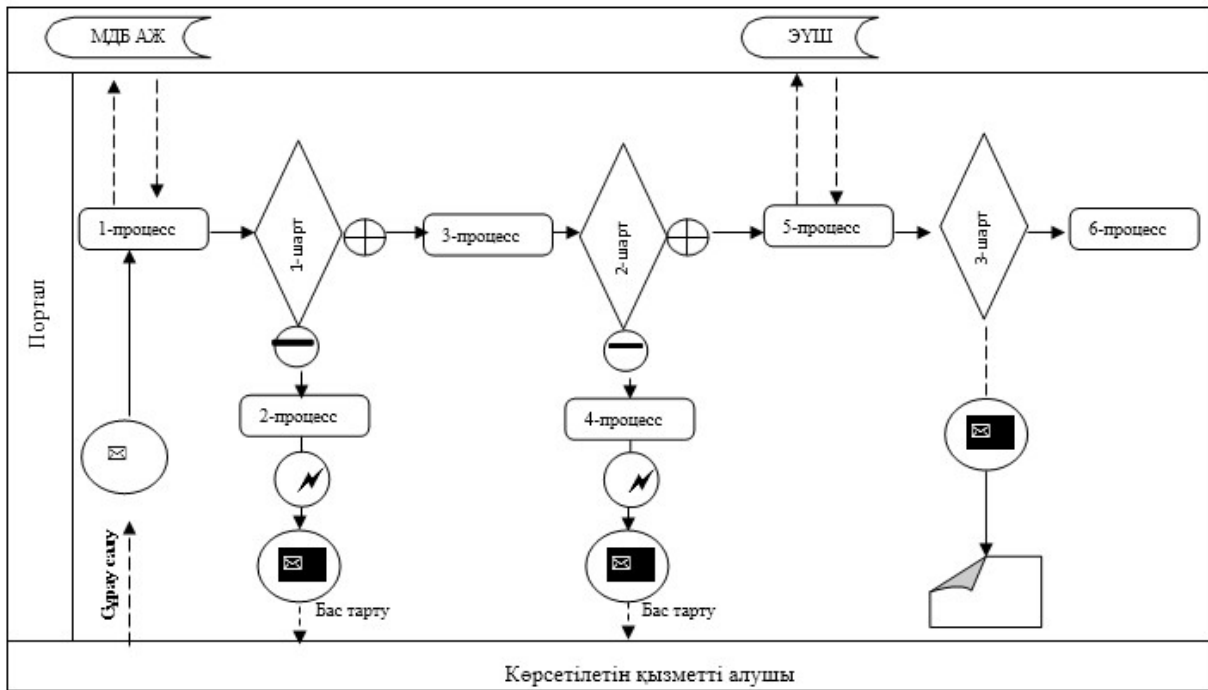 МДБ АЖ
ЭҮШ
Портал
1-процесс
1-шарт
3-процесс
2-шарт
5-процесс
3-шарт
6-процесс
2-процесс
4-процесс
Сұрау салу
Бас тарту
Бас тарту
Көрсетілетін қызметті алушы